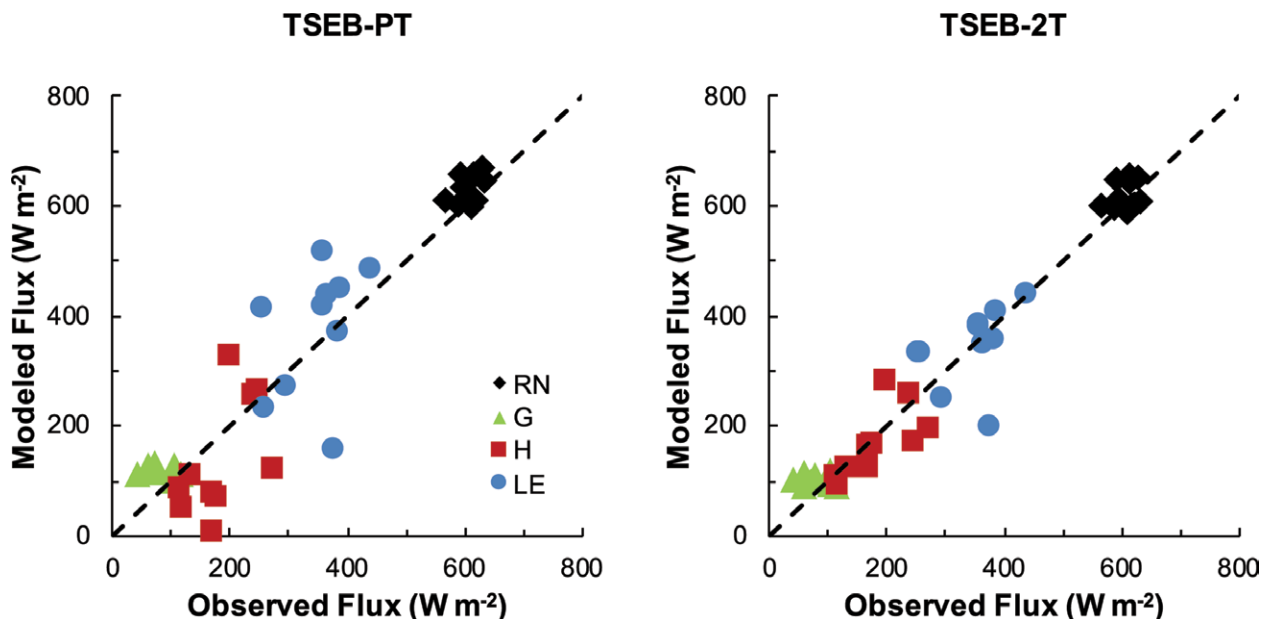 TSEB-PT
TSEB-2T
Modeled Flux (W m⁻²)
800
600
400
200
0
RN
G
H
LE
0 200 400 600 800
Observed Flux (W m⁻²)
Modeled Flux (W m⁻²)
800
600
400
200
0
0 200 400 600 800
Observed Flux (W m⁻²)